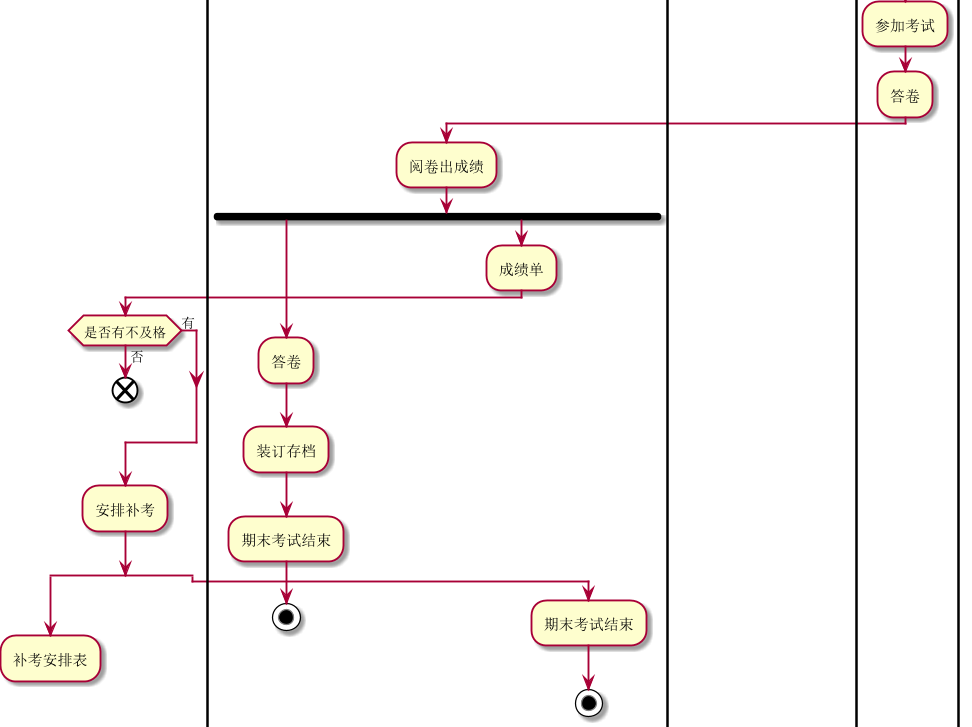 参加考试
答卷
阅卷出成绩
成绩单
是否有不及格
有
否
答卷
装订存档
安排补考
期末考试结束
期末考试结束
补考安排表